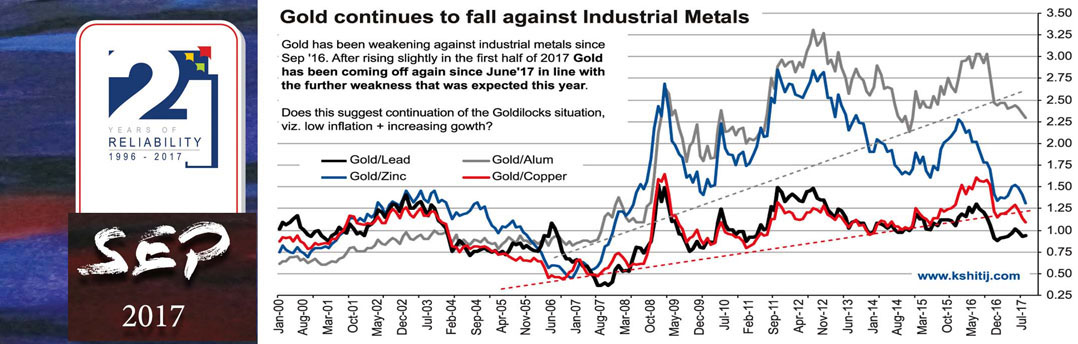 21
YEARS OF
RELIABILITY
1996 - 2017
SEP
2017
Gold continues to fall against Industrial Metals
Gold has been weakening against industrial metals since
Sep '16. After rising slightly in the first half of 2017 Gold
has been coming off again since June'17 in line with
the further weakness that was expected this year.
Does this suggest continuation of the Goldilocks situation,
viz. low inflation + increasing gowth?
Gold/Lead Gold/Alum
Gold/Zinc Gold/Copper
3.50
3.25
3.00
2.75
2.50
2.25
2.00
1.75
1.50
1.25
1.00
0.75
0.50
0.25
www.kshitij.com
Jan-00 Aug-00 Mar-01 Oct-01 May-02 Dec-02 Jul-03 Feb-04 Sep-04 Apr-05 Nov-05 Jun-06 Jan-07 Aug-07 Mar-08 Oct-08 May-09 Dec-09 Jul-10 Feb-11 Sep-11 Apr-12 Nov-12 Jun-13 Jan-14 Aug-14 Mar-15 Oct-15 May-16 Dec-16 Jul-17